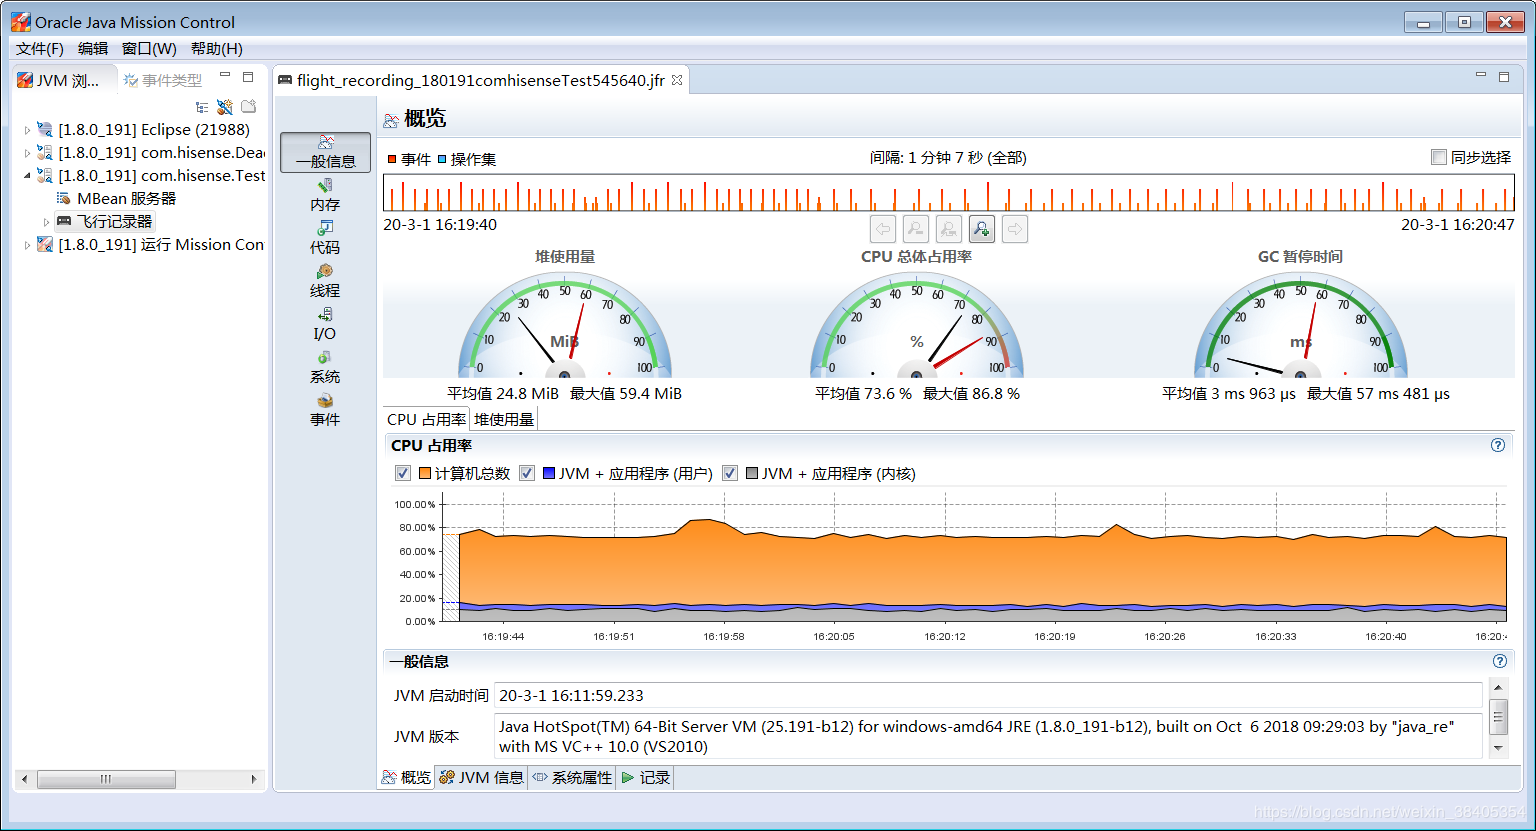 Oracle Java Mission Control
文件(F) 编辑 窗口(W) 帮助(H)
JVM 浏... 事件类型
[1.8.0_191] Eclipse (21988)
[1.8.0_191] com.hisense.Dea
[1.8.0_191] com.hisense.Test
MBean 服务器
飞行记录器
[1.8.0_191] 运行 Mission Con
flight_recording_180191comhisenseTest545640.jfr
一般信息
内存
代码
线程
I/O
系统
事件
概览
事件 操作集 间隔: 1 分钟 7 秒 (全部) 同步选择
20-3-1 16:19:40 20-3-1 16:20:47
堆使用量 CPU 总体占用率 GC 暂停时间
0 10 20 30 40 50 60 70 80 90 100
MiB
0 10 20 30 40 50 60 70 80 90 100
%
0 10 20 30 40 50 60 70 80 90 100
ms
平均值 24.8 MiB 最大值 59.4 MiB 平均值 73.6 % 最大值 86.8 % 平均值 3 ms 963 µs 最大值 57 ms 481 µs
CPU 占用率 堆使用量
CPU 占用率
计算机总数 JVM + 应用程序 (用户) JVM + 应用程序 (内核)
100.00%
80.00%
60.00%
40.00%
20.00%
0.00%
16:19:44 16:19:51 16:19:58 16:20:05 16:20:12 16:20:19 16:20:26 16:20:33 16:20:40 16:20:4
一般信息
JVM 启动时间 20-3-1 16:11:59.233
JVM 版本 Java HotSpot(TM) 64-Bit Server VM (25.191-b12) for windows-amd64 JRE (1.8.0_191-b12), built on Oct  6 2018 09:29:03 by "java_re"
with MS VC++ 10.0 (VS2010)
概览 JVM 信息 系统属性 记录
https://blog.csdn.net/weixin_38405354